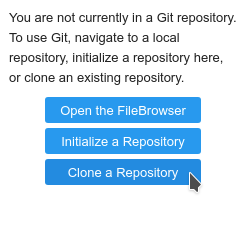 You are not currently in a Git repository.
To use Git, navigate to a local
repository, initialize a repository here,
or clone an existing repository.
Open the FileBrowser
Initialize a Repository
Clone a Repository